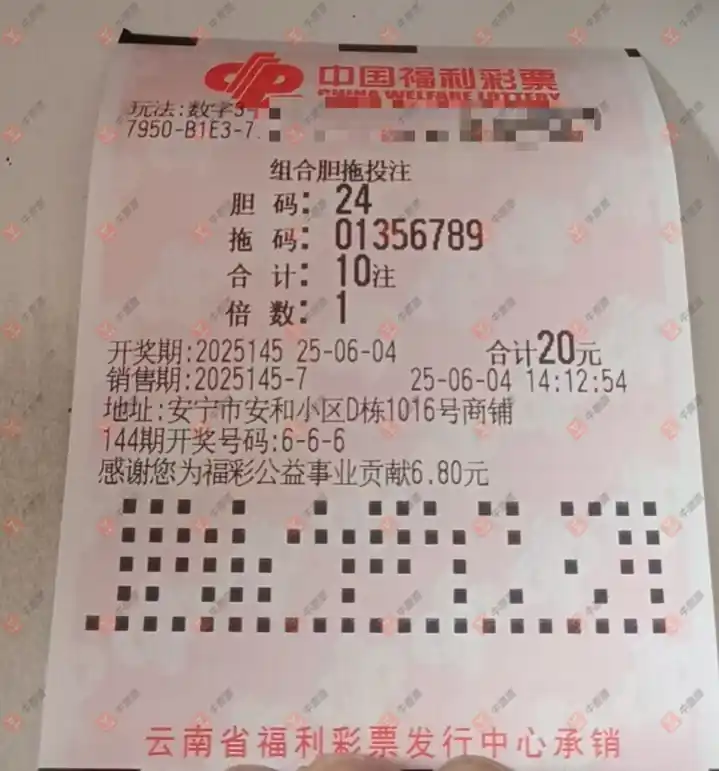 中国福利彩票
CHINA WELFARE LOTTERY
玩法:数字3-
7950-B1E3-7.
组合胆拖投注
胆 码: 24
拖 码: 01356789
合 计: 10注
倍 数: 1
开奖期:2025145 25-06-04 合计20元
销售期:2025145-7 25-06-04 14:12:54
地址:安宁市安和小区D栋1016号商铺
144期开奖号码:6-6-6
感谢您为福彩公益事业贡献6.80元
云南省福利彩票发行中心承销